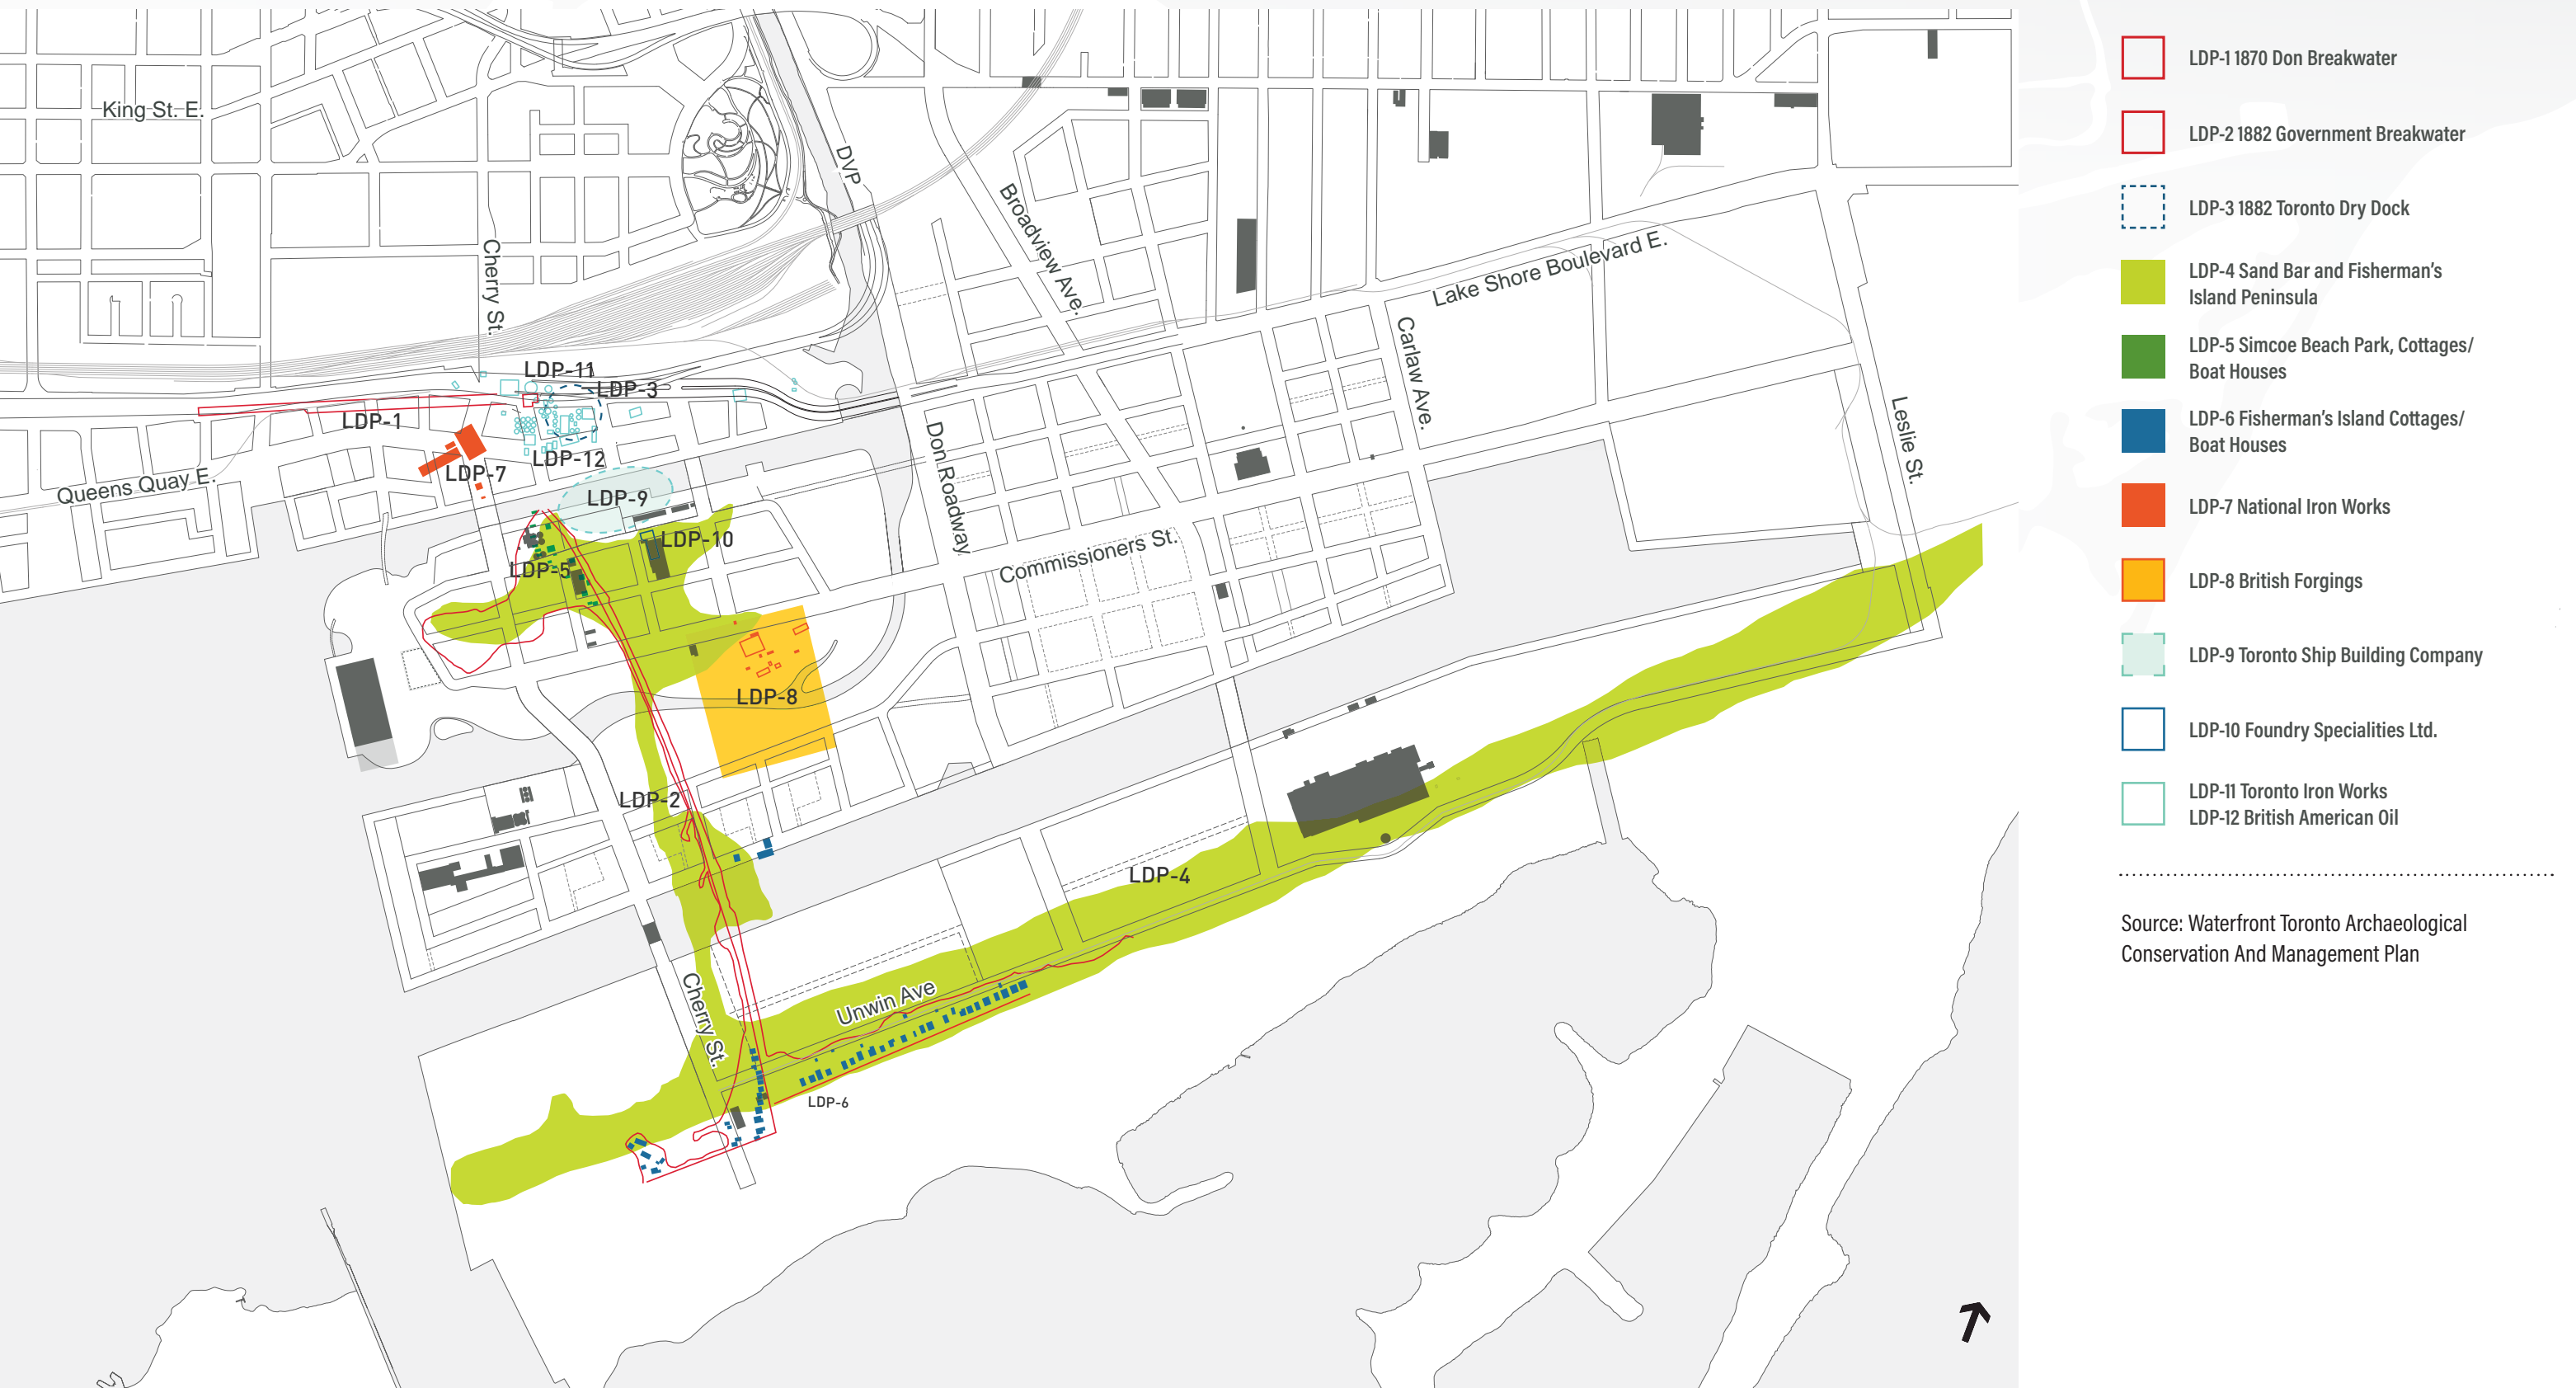 King St. E.
DVP
Broadview Ave.
Cherry St.
Lake Shore Boulevard E.
Carlaw Ave.
Leslie St.
LDP-11
LDP-3
LDP-1
LDP-12
LDP-7
Queens Quay E.
LDP-9
Don Roadway
LDP-10
LDP-5
Commissioners St.
LDP-8
LDP-2
LDP-4
Cherry St.
Unwin Ave
LDP-6
LDP-1 1870 Don Breakwater
LDP-2 1882 Government Breakwater
LDP-3 1882 Toronto Dry Dock
LDP-4 Sand Bar and Fisherman's
Island Peninsula
LDP-5 Simcoe Beach Park, Cottages/
Boat Houses
LDP-6 Fisherman's Island Cottages/
Boat Houses
LDP-7 National Iron Works
LDP-8 British Forgings
LDP-9 Toronto Ship Building Company
LDP-10 Foundry Specialities Ltd.
LDP-11 Toronto Iron Works
LDP-12 British American Oil
Source: Waterfront Toronto Archaeological
Conservation And Management Plan